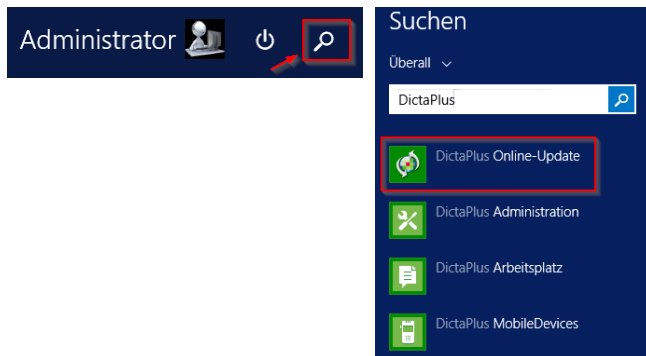 Administrator
Suchen
Überall
DictaPlus
DictaPlus Online-Update
DictaPlus Administration
DictaPlus Arbeitsplatz
DictaPlus MobileDevices